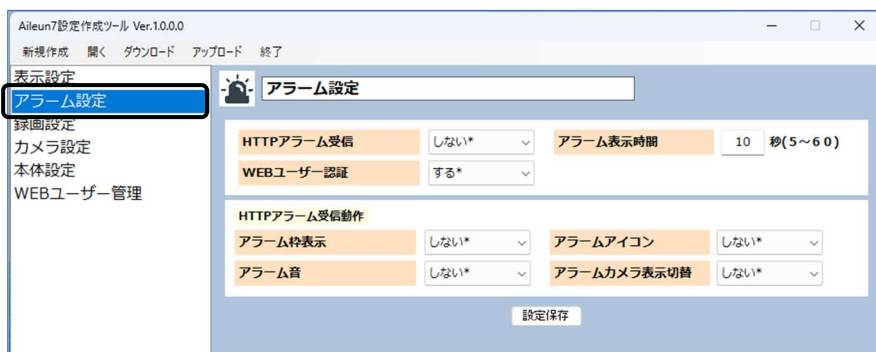 Aileun7設定作成ツール Ver.1.0.0.0
新規作成 開く ダウンロード アップロード 終了
表示設定
アラーム設定
録画設定
カメラ設定
本体設定
WEBユーザー管理
アラーム設定
HTTPアラーム受信 しない* アラーム表示時間 10 秒(5～60)
WEBユーザー認証 する*
HTTPアラーム受信動作
アラーム枠表示 しない* アラームアイコン しない*
アラーム音 しない* アラームカメラ表示切替 しない*
設定保存